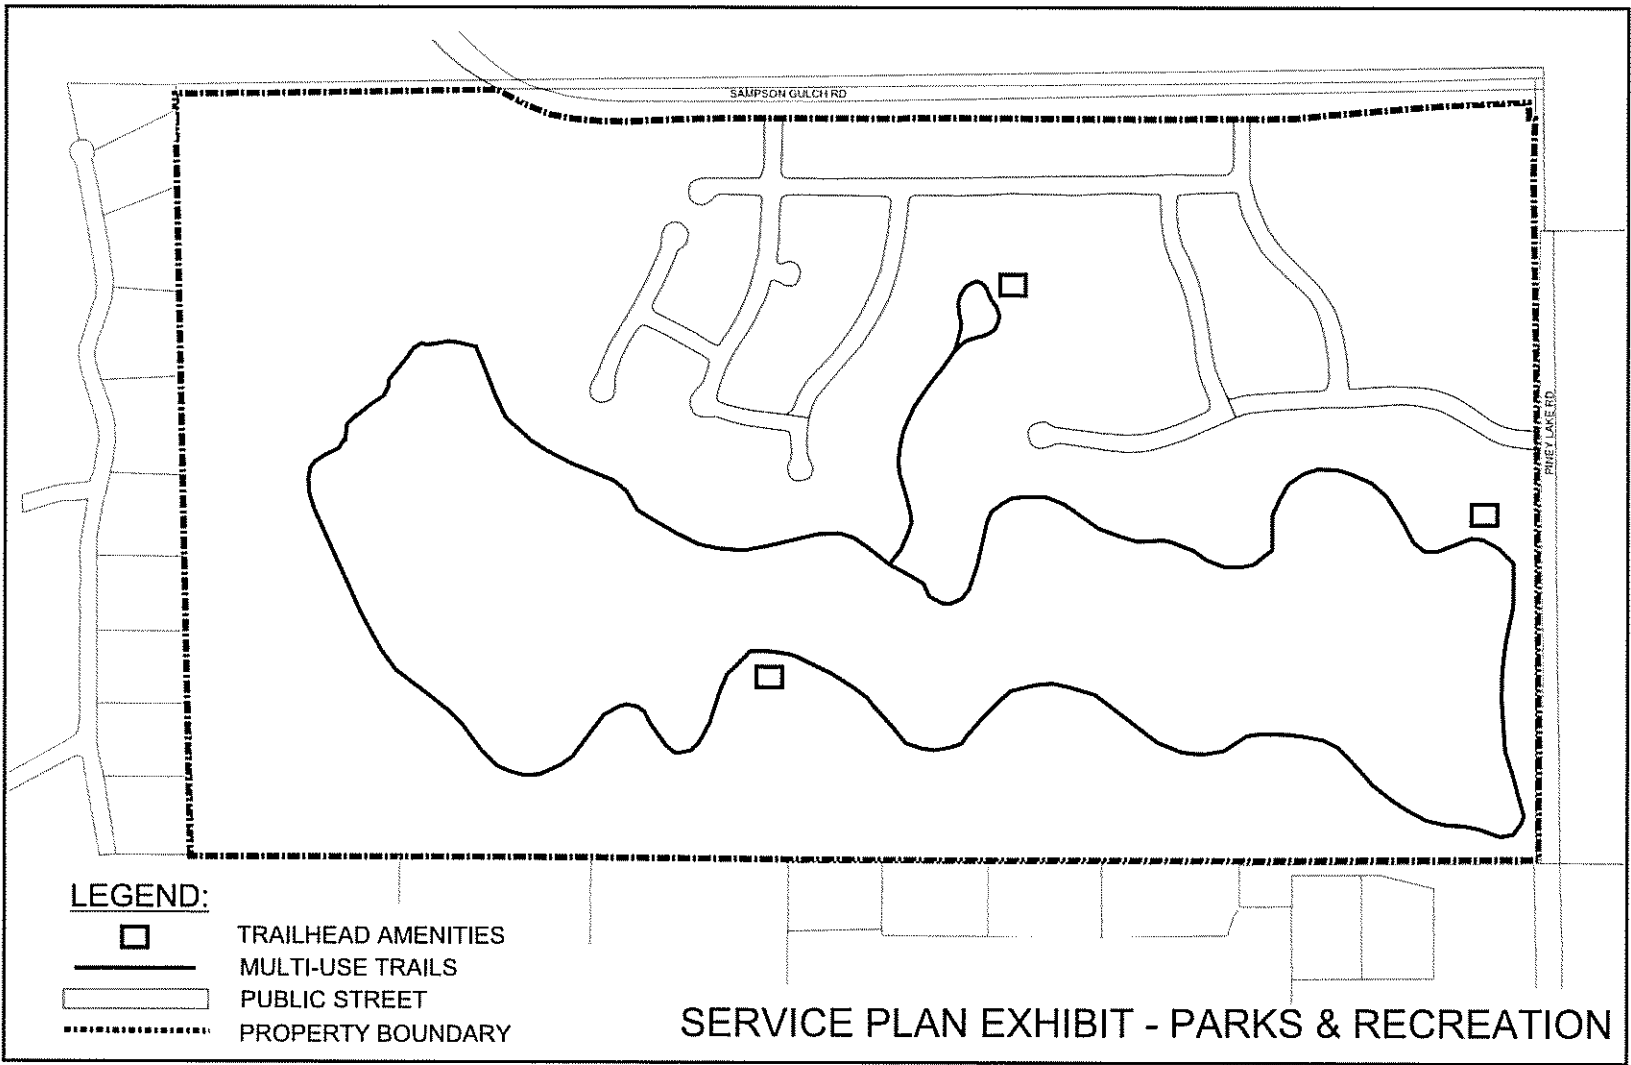 SAMPSON GULCH RD
PINEY LAKE RD
LEGEND:
TRAILHEAD AMENITIES
MULTI-USE TRAILS
PUBLIC STREET
PROPERTY BOUNDARY
SERVICE PLAN EXHIBIT - PARKS & RECREATION